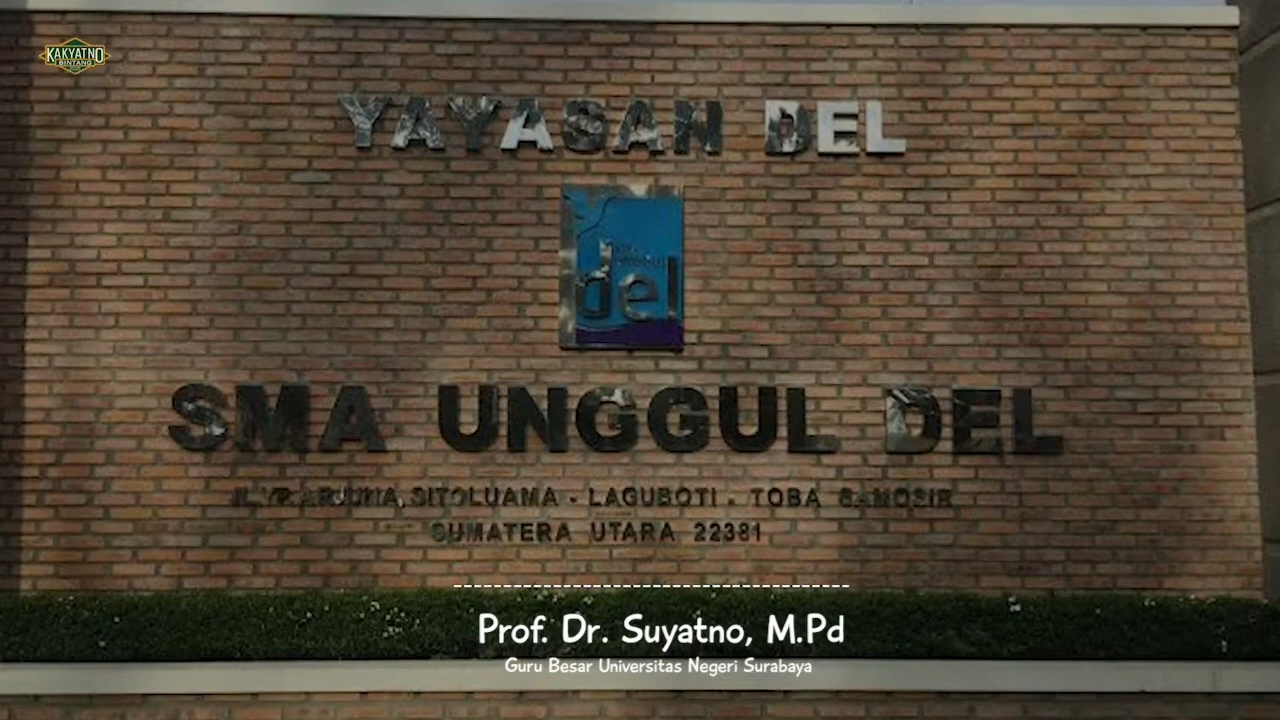 KAKYATNO
BINTANG
YAYASAN DEL
del
SMA UNGGUL DEL
SITOLUAMA - LAGUBOTI - TOBA SAMOSIR
SUMATERA UTARA 22381
Prof. Dr. Suyatno, M.Pd
Guru Besar Universitas Negeri Surabaya